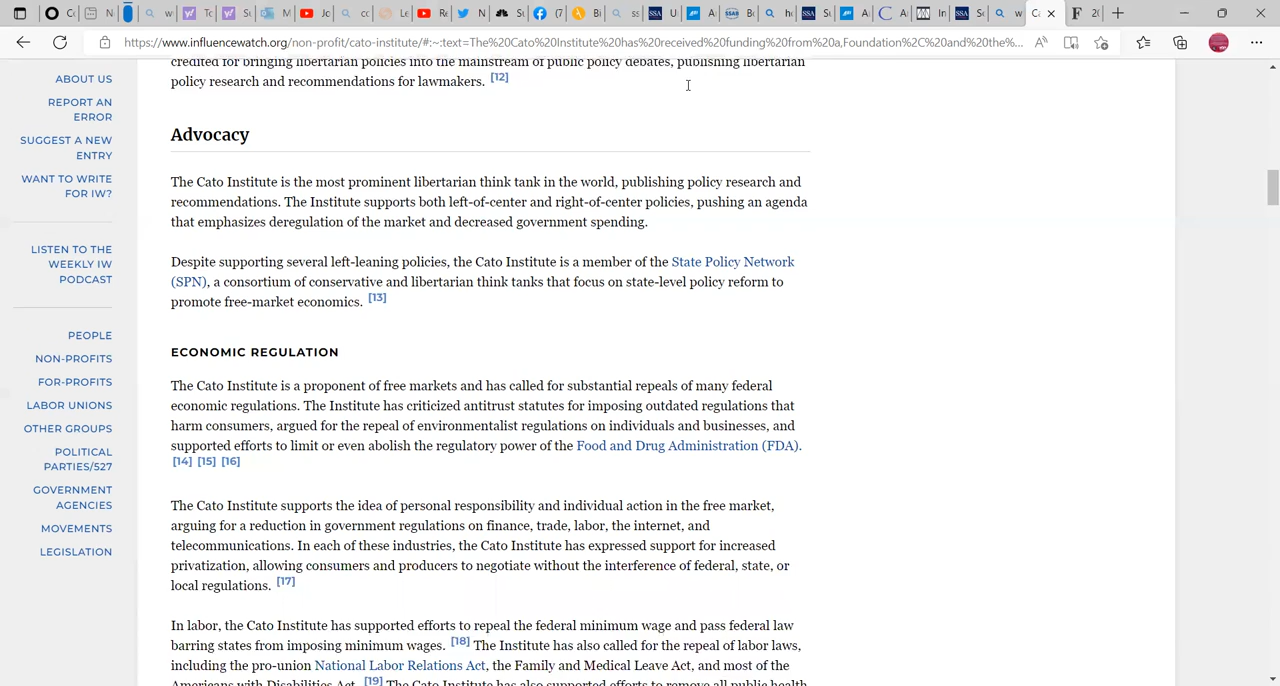 https://www.influencewatch.org/non-profit/cato-institute/#:~:text=The%20Cato%20Institute%20has%20received%20funding%20from%20a,Foundation%2C%20and%20the%...
ABOUT US
REPORT AN
ERROR
SUGGEST A NEW
ENTRY
WANT TO WRITE
FOR IW?
LISTEN TO THE
WEEKLY IW
PODCAST
PEOPLE
NON-PROFITS
FOR-PROFITS
LABOR UNIONS
OTHER GROUPS
POLITICAL
PARTIES/527
GOVERNMENT
AGENCIES
MOVEMENTS
LEGISLATION
credited for bringing libertarian policies into the mainstream of public policy debates, publishing libertarian
policy research and recommendations for lawmakers. [12]
Advocacy
The Cato Institute is the most prominent libertarian think tank in the world, publishing policy research and
recommendations. The Institute supports both left-of-center and right-of-center policies, pushing an agenda
that emphasizes deregulation of the market and decreased government spending.
Despite supporting several left-leaning policies, the Cato Institute is a member of the State Policy Network
(SPN), a consortium of conservative and libertarian think tanks that focus on state-level policy reform to
promote free-market economics. [13]
ECONOMIC REGULATION
The Cato Institute is a proponent of free markets and has called for substantial repeals of many federal
economic regulations. The Institute has criticized antitrust statutes for imposing outdated regulations that
harm consumers, argued for the repeal of environmentalist regulations on individuals and businesses, and
supported efforts to limit or even abolish the regulatory power of the Food and Drug Administration (FDA).
[14] [15] [16]
The Cato Institute supports the idea of personal responsibility and individual action in the free market,
arguing for a reduction in government regulations on finance, trade, labor, the internet, and
telecommunications. In each of these industries, the Cato Institute has expressed support for increased
privatization, allowing consumers and producers to negotiate without the interference of federal, state, or
local regulations. [17]
In labor, the Cato Institute has supported efforts to repeal the federal minimum wage and pass federal law
barring states from imposing minimum wages. [18] The Institute has also called for the repeal of labor laws,
including the pro-union National Labor Relations Act, the Family and Medical Leave Act, and most of the
Americans with Disabilities Act. [19] The Cato Institute has also supported efforts to remove all public health